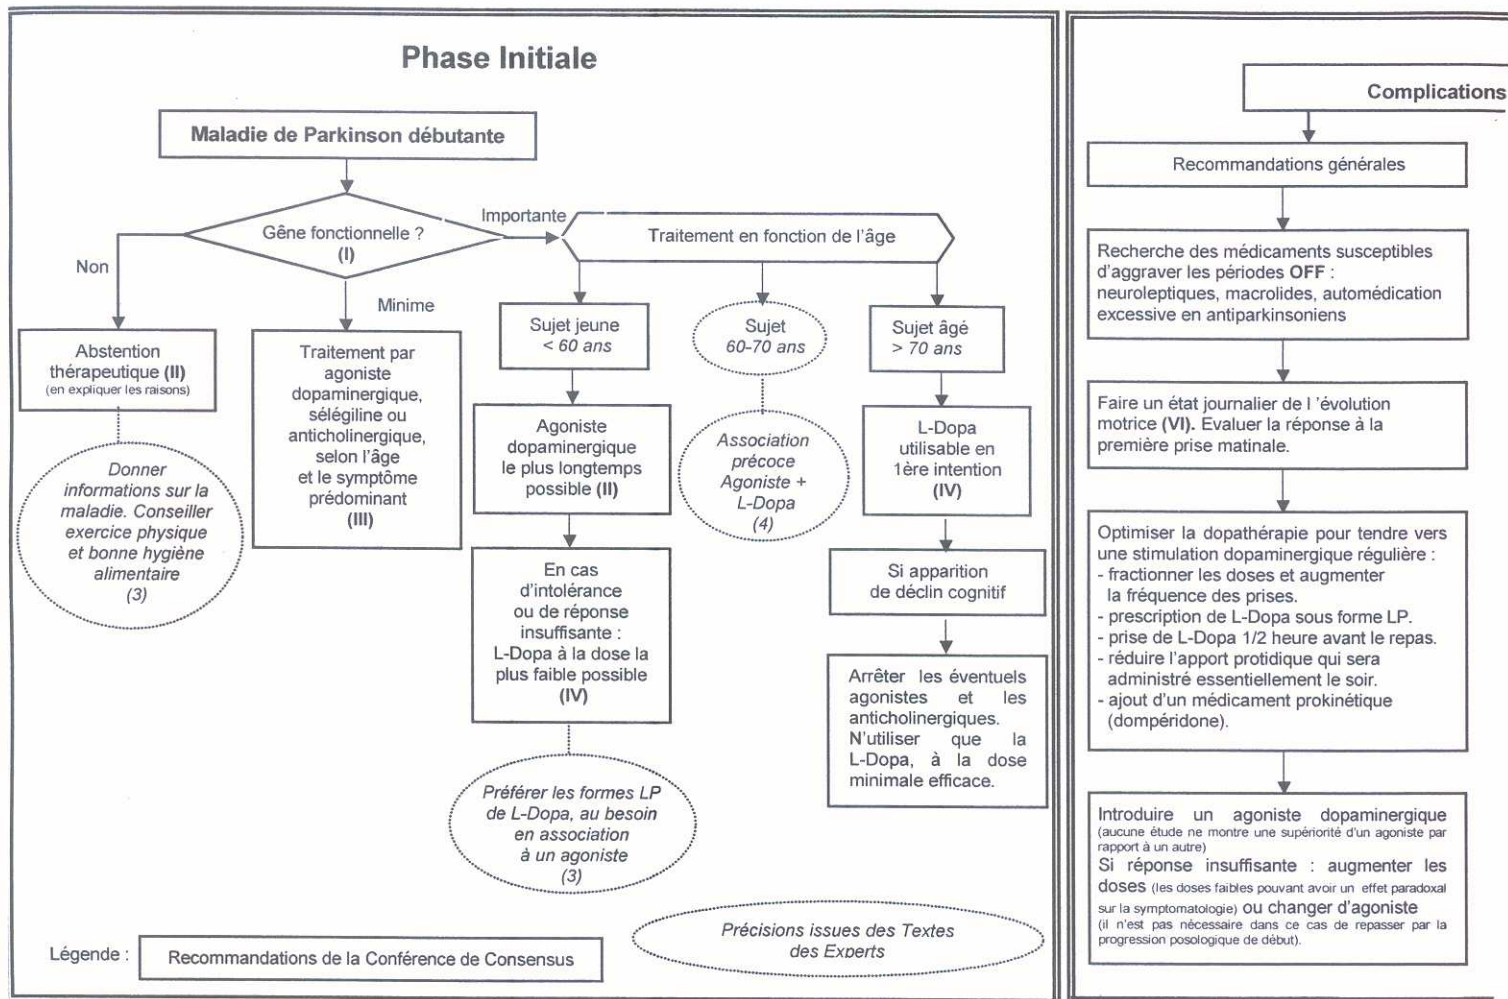 Phase Initiale
Maladie de Parkinson débutante
Gêne fonctionnelle ?
(I)
Non
Minime
Importante
Traitement en fonction de l'âge
Abstention
thérapeutique (II)
(en expliquer les raisons)
Donner
informations sur la
maladie. Conseiller
exercice physique
et bonne hygiène
alimentaire
(3)
Traitement par
agoniste
dopaminergique,
sélégiline ou
anticholinergique,
selon l'âge
et le symptôme
prédominant
(III)
Sujet jeune
< 60 ans
Agoniste
dopaminergique
le plus longtemps
possible (II)
En cas
d'intolérance
ou de réponse
insuffisante :
L-Dopa à la dose la
plus faible possible
(IV)
Préférer les formes LP
de L-Dopa, au besoin
en association
à un agoniste
(3)
Sujet
60-70 ans
Association
précoce
Agoniste +
L-Dopa
(4)
Sujet âgé
> 70 ans
L-Dopa
utilisable en
1ère intention
(IV)
Si apparition
de déclin cognitif
Arrêter les éventuels
agonistes et les
anticholinergiques.
N'utiliser que la
L-Dopa, à la dose
minimale efficace.
Légende :
Recommandations de la Conférence de Consensus
Précisions issues des Textes
des Experts
Complications
Recommandations générales
Recherche des médicaments susceptibles
d'aggraver les périodes OFF :
neuroleptiques, macrolides, automédication
excessive en antiparkinsoniens
Faire un état journalier de l 'évolution
motrice (VI). Evaluer la réponse à la
première prise matinale.
Optimiser la dopathérapie pour tendre vers
une stimulation dopaminergique régulière :
- fractionner les doses et augmenter
la fréquence des prises.
- prescription de L-Dopa sous forme LP.
- prise de L-Dopa 1/2 heure avant le repas.
- réduire l'apport protidique qui sera
administré essentiellement le soir.
- ajout d'un médicament prokinétique
(dompéridone).
Introduire un agoniste dopaminergique
(aucune étude ne montre une supériorité d'un agoniste par
rapport à un autre)
Si réponse insuffisante : augmenter les
doses (les doses faibles pouvant avoir un effet paradoxal
sur la symptomatologie) ou changer d'agoniste
(il n'est pas nécessaire dans ce cas de repasser par la
progression posologique de début).